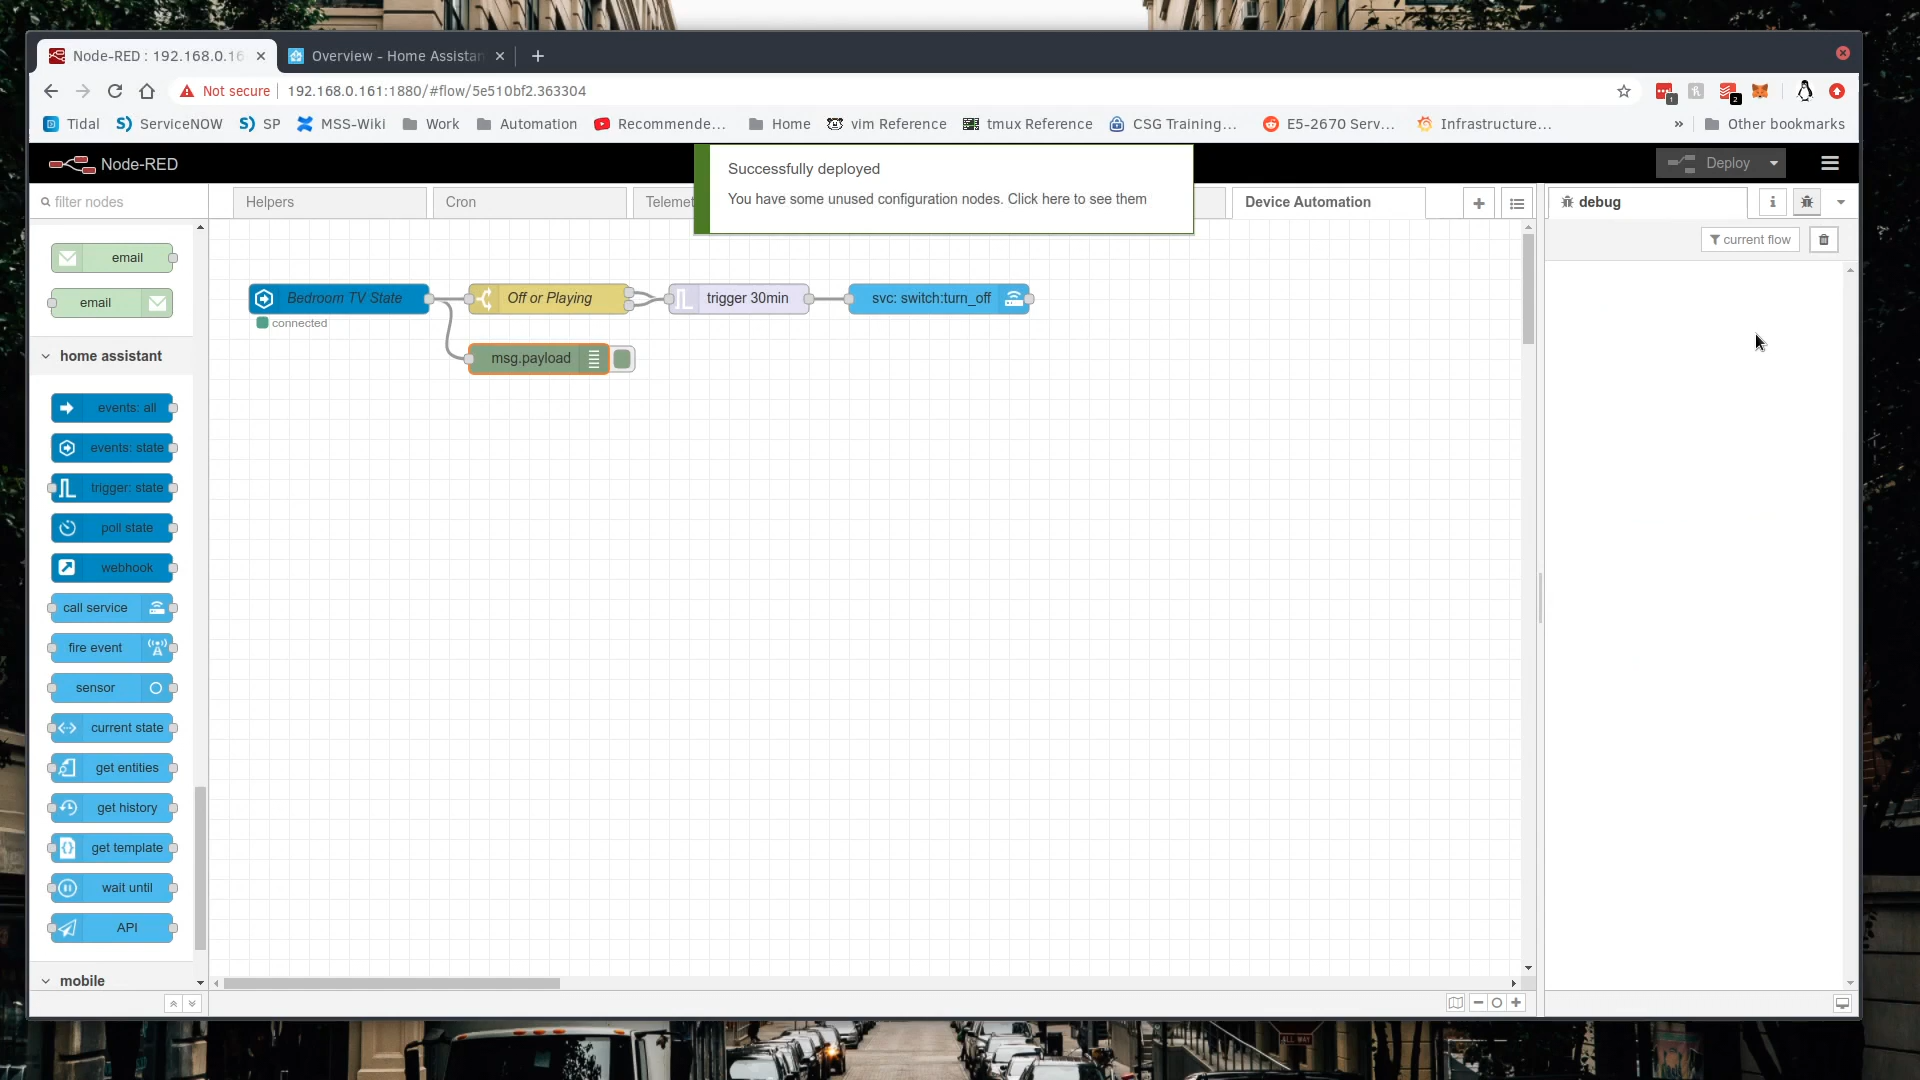 Node-RED : 192.168.0.16
Overview - Home Assistan
Not secure
192.168.0.161:1880/#flow/5e510bf2.363304
1
2
Tidal
ServiceNOW
SP
MSS-Wiki
Work
Automation
Recommende...
Home
vim Reference
tmux Reference
CSG Training...
E5-2670 Serv...
Infrastructure...
»
Other bookmarks
Node-RED
Successfully deployed
You have some unused configuration nodes. Click here to see them
Deploy
filter nodes
Helpers
Cron
Telemet
Device Automation
debug
i
current flow
email
email
home assistant
events: all
events: state
trigger: state
poll state
webhook
call service
fire event
sensor
current state
get entities
get history
get template
wait until
API
mobile
Bedroom TV State
connected
Off or Playing
trigger 30min
svc: switch:turn_off
msg.payload
ALL WAY